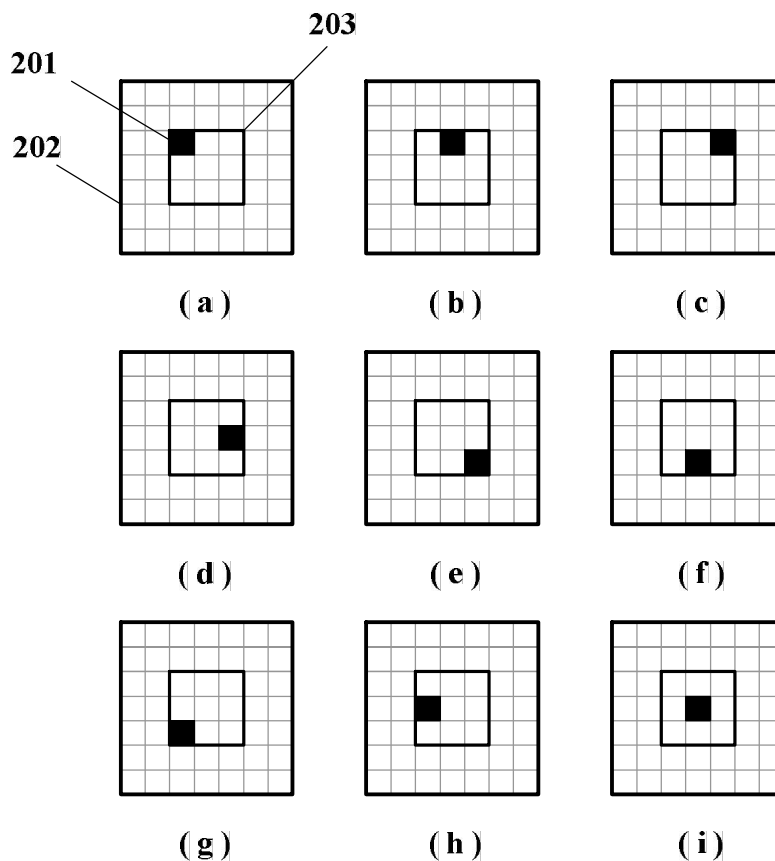 203
201
202
( a ) ( b ) ( c )
( d ) ( e ) ( f )
( g ) ( h ) ( i )